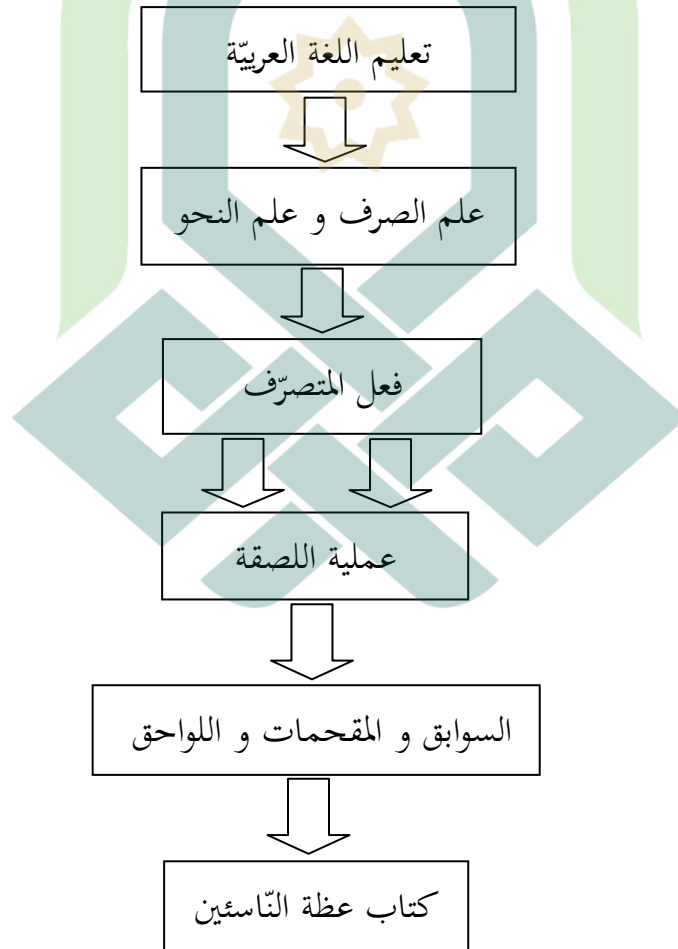 تعليم اللغة العربيّة
علم الصرف و علم النحو
فعل المتصرّف
عملية اللصقة
السوابق و المقحمات و اللواحق
كتاب عظة النّاسئين